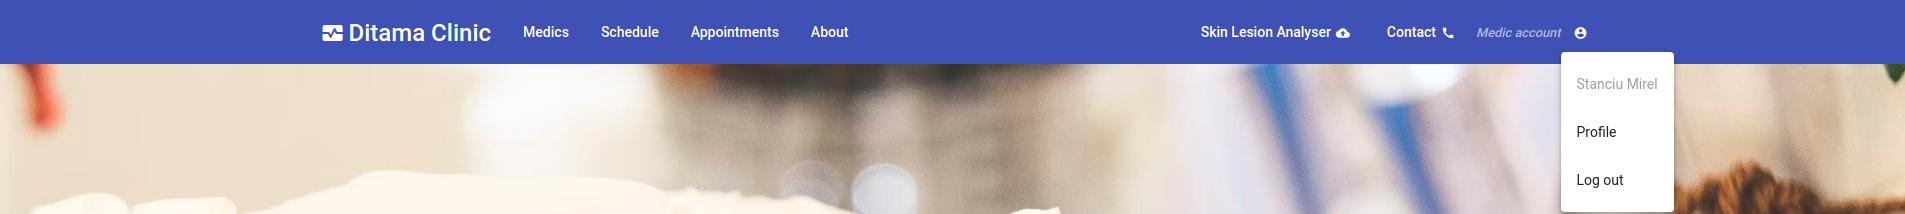 Ditama Clinic Medics Schedule Appointments About Skin Lesion Analyser Contact Medic account
Stanciu Mirel
Profile
Log out